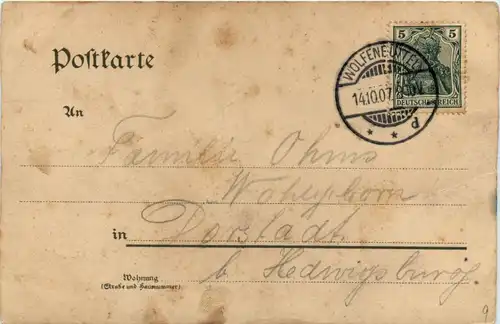 Postkarte
5 5
DEUTSCHES REICH
WOLFENBÜTTEL
14.10.07
* * d
An
Familie Ohms
in Dorstadt
b Hedwigsburg
Wohnung
(Straße und Hausnummer)
9